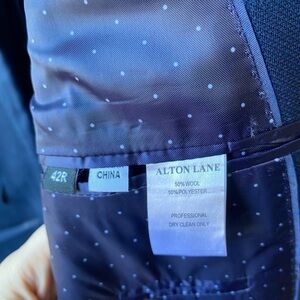 42R
CHINA
ALTON LANE
50% WOOL
50% POLYESTER
PROFESSIONAL
DRY CLEAN ONLY